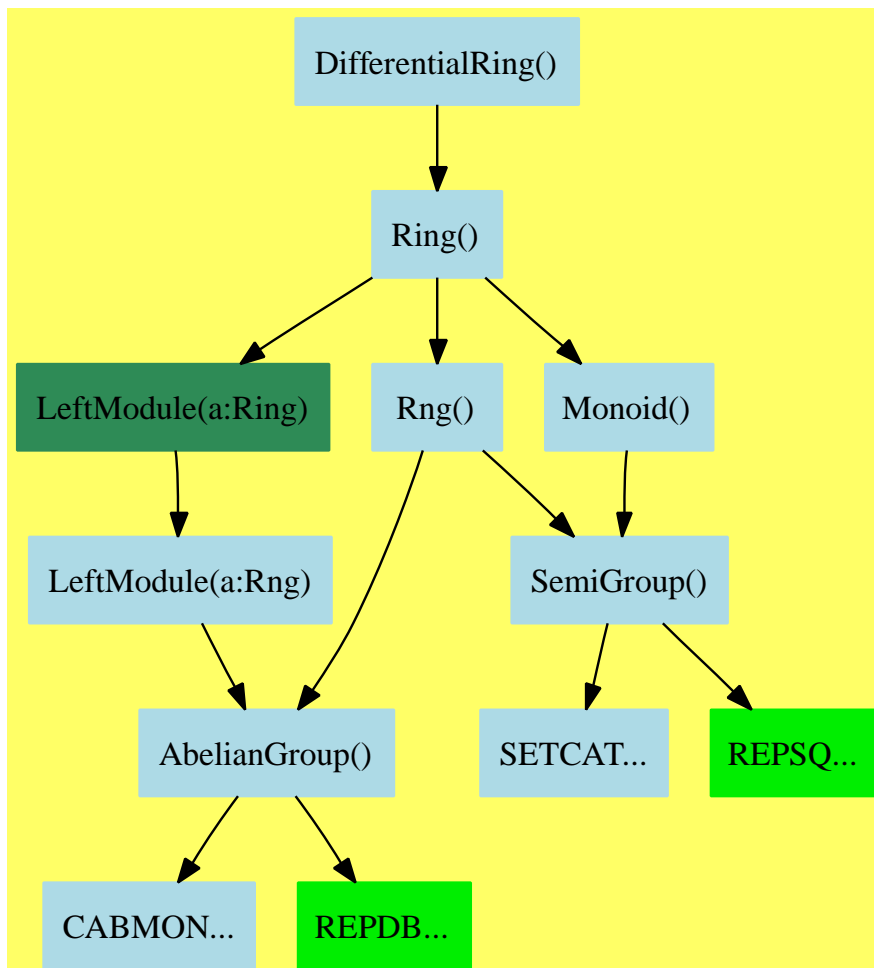 DifferentialRing()
Ring()
LeftModule(a:Ring)
Rng()
Monoid()
LeftModule(a:Rng)
SemiGroup()
AbelianGroup()
SETCAT...
REPSQ...
CABMON...
REPDB...